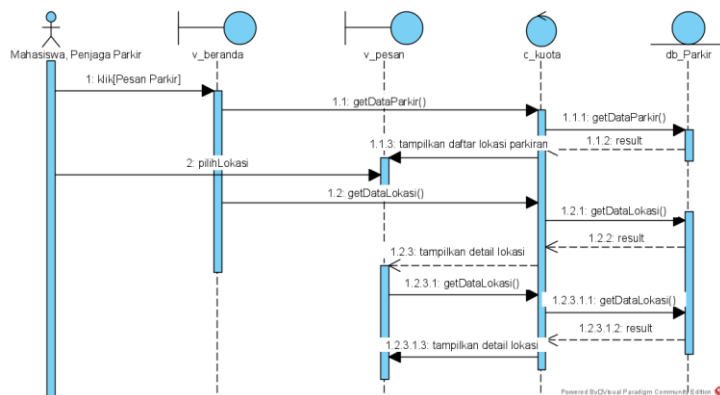 Mahasiswa, Penjaga Parkir
v_beranda
v_pesan
c_kuota
db_Parkir
1: klik[Pesan Parkir]
1.1: getDataParkir()
1.1.1: getDataParkir()
1.1.2: result
1.1.3: tampilkan daftar lokasi parkiran
2: pilihLokasi
1.2: getDataLokasi()
1.2.1: getDataLokasi()
1.2.2: result
1.2.3: tampilkan detail lokasi
1.2.3.1: getDataLokasi()
1.2.3.1.1: getDataLokasi()
1.2.3.1.2: result
1.2.3.1.3: tampilkan detail lokasi
Powered By Visual Paradigm Community Edition